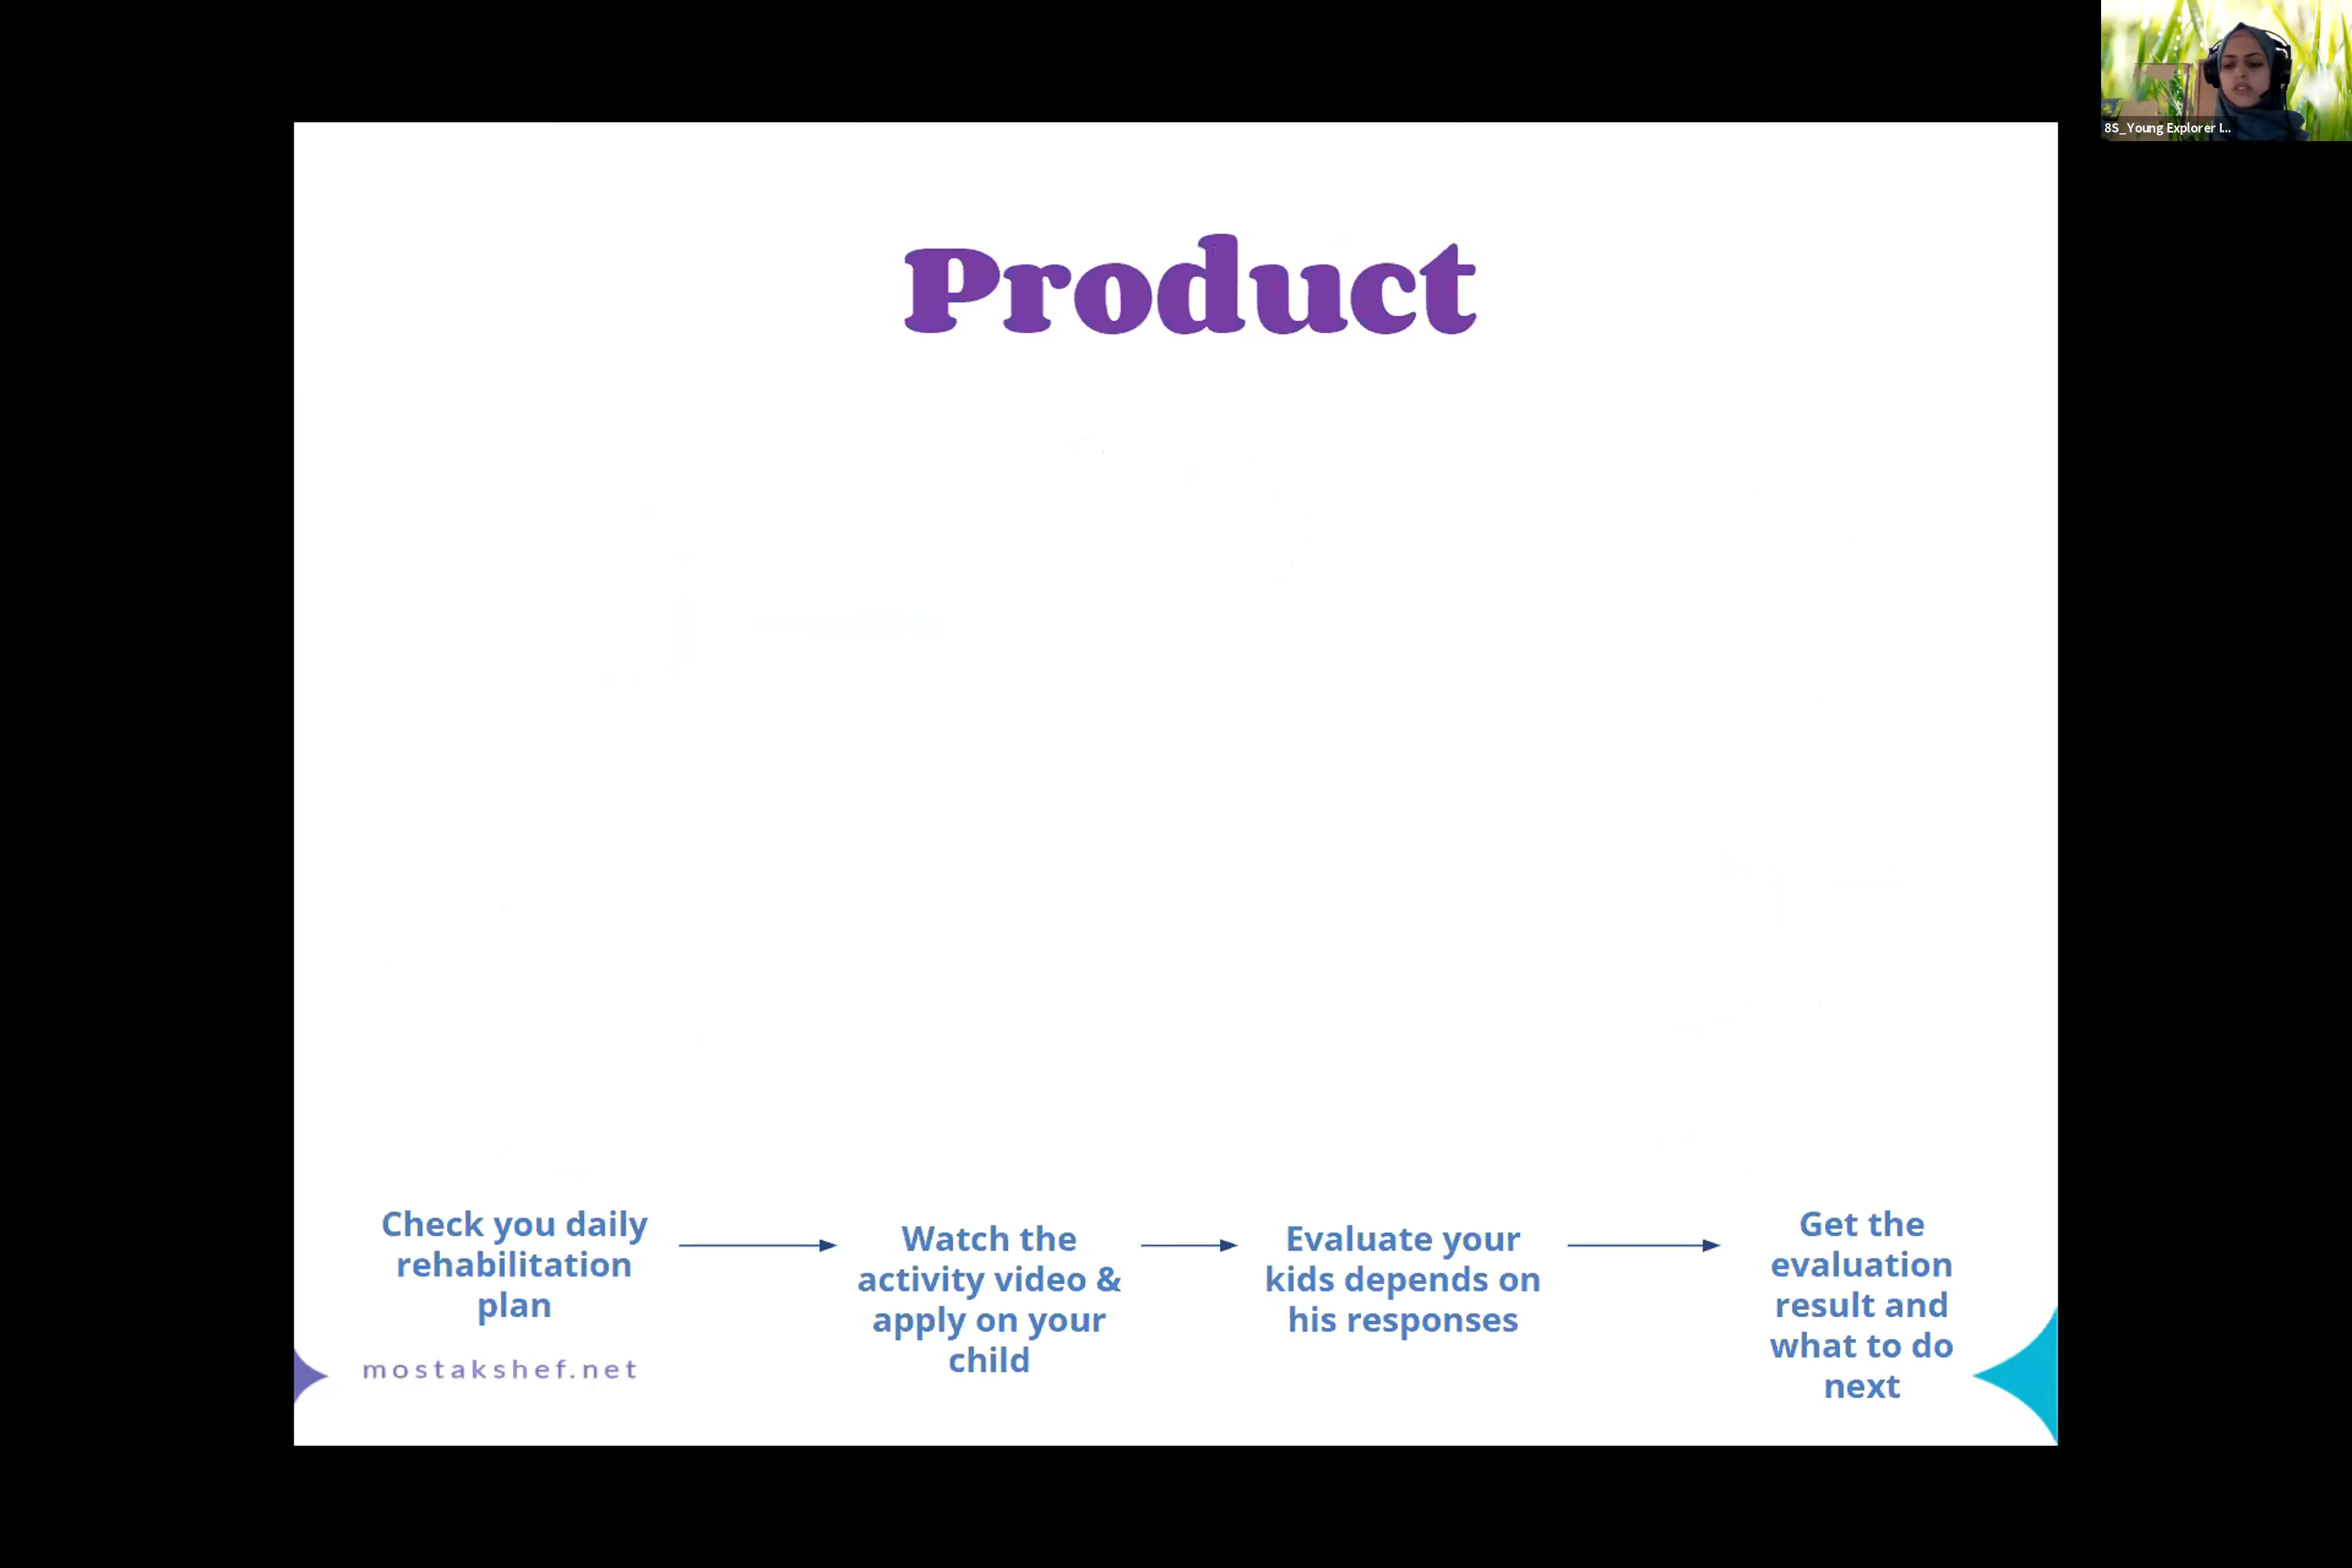 8S_Young Explorer I...
Product
Check you daily
rehabilitation
plan
Watch the
activity video &
apply on your
child
Evaluate your
kids depends on
his responses
Get the
evaluation
result and
what to do
next
mostakshef.net